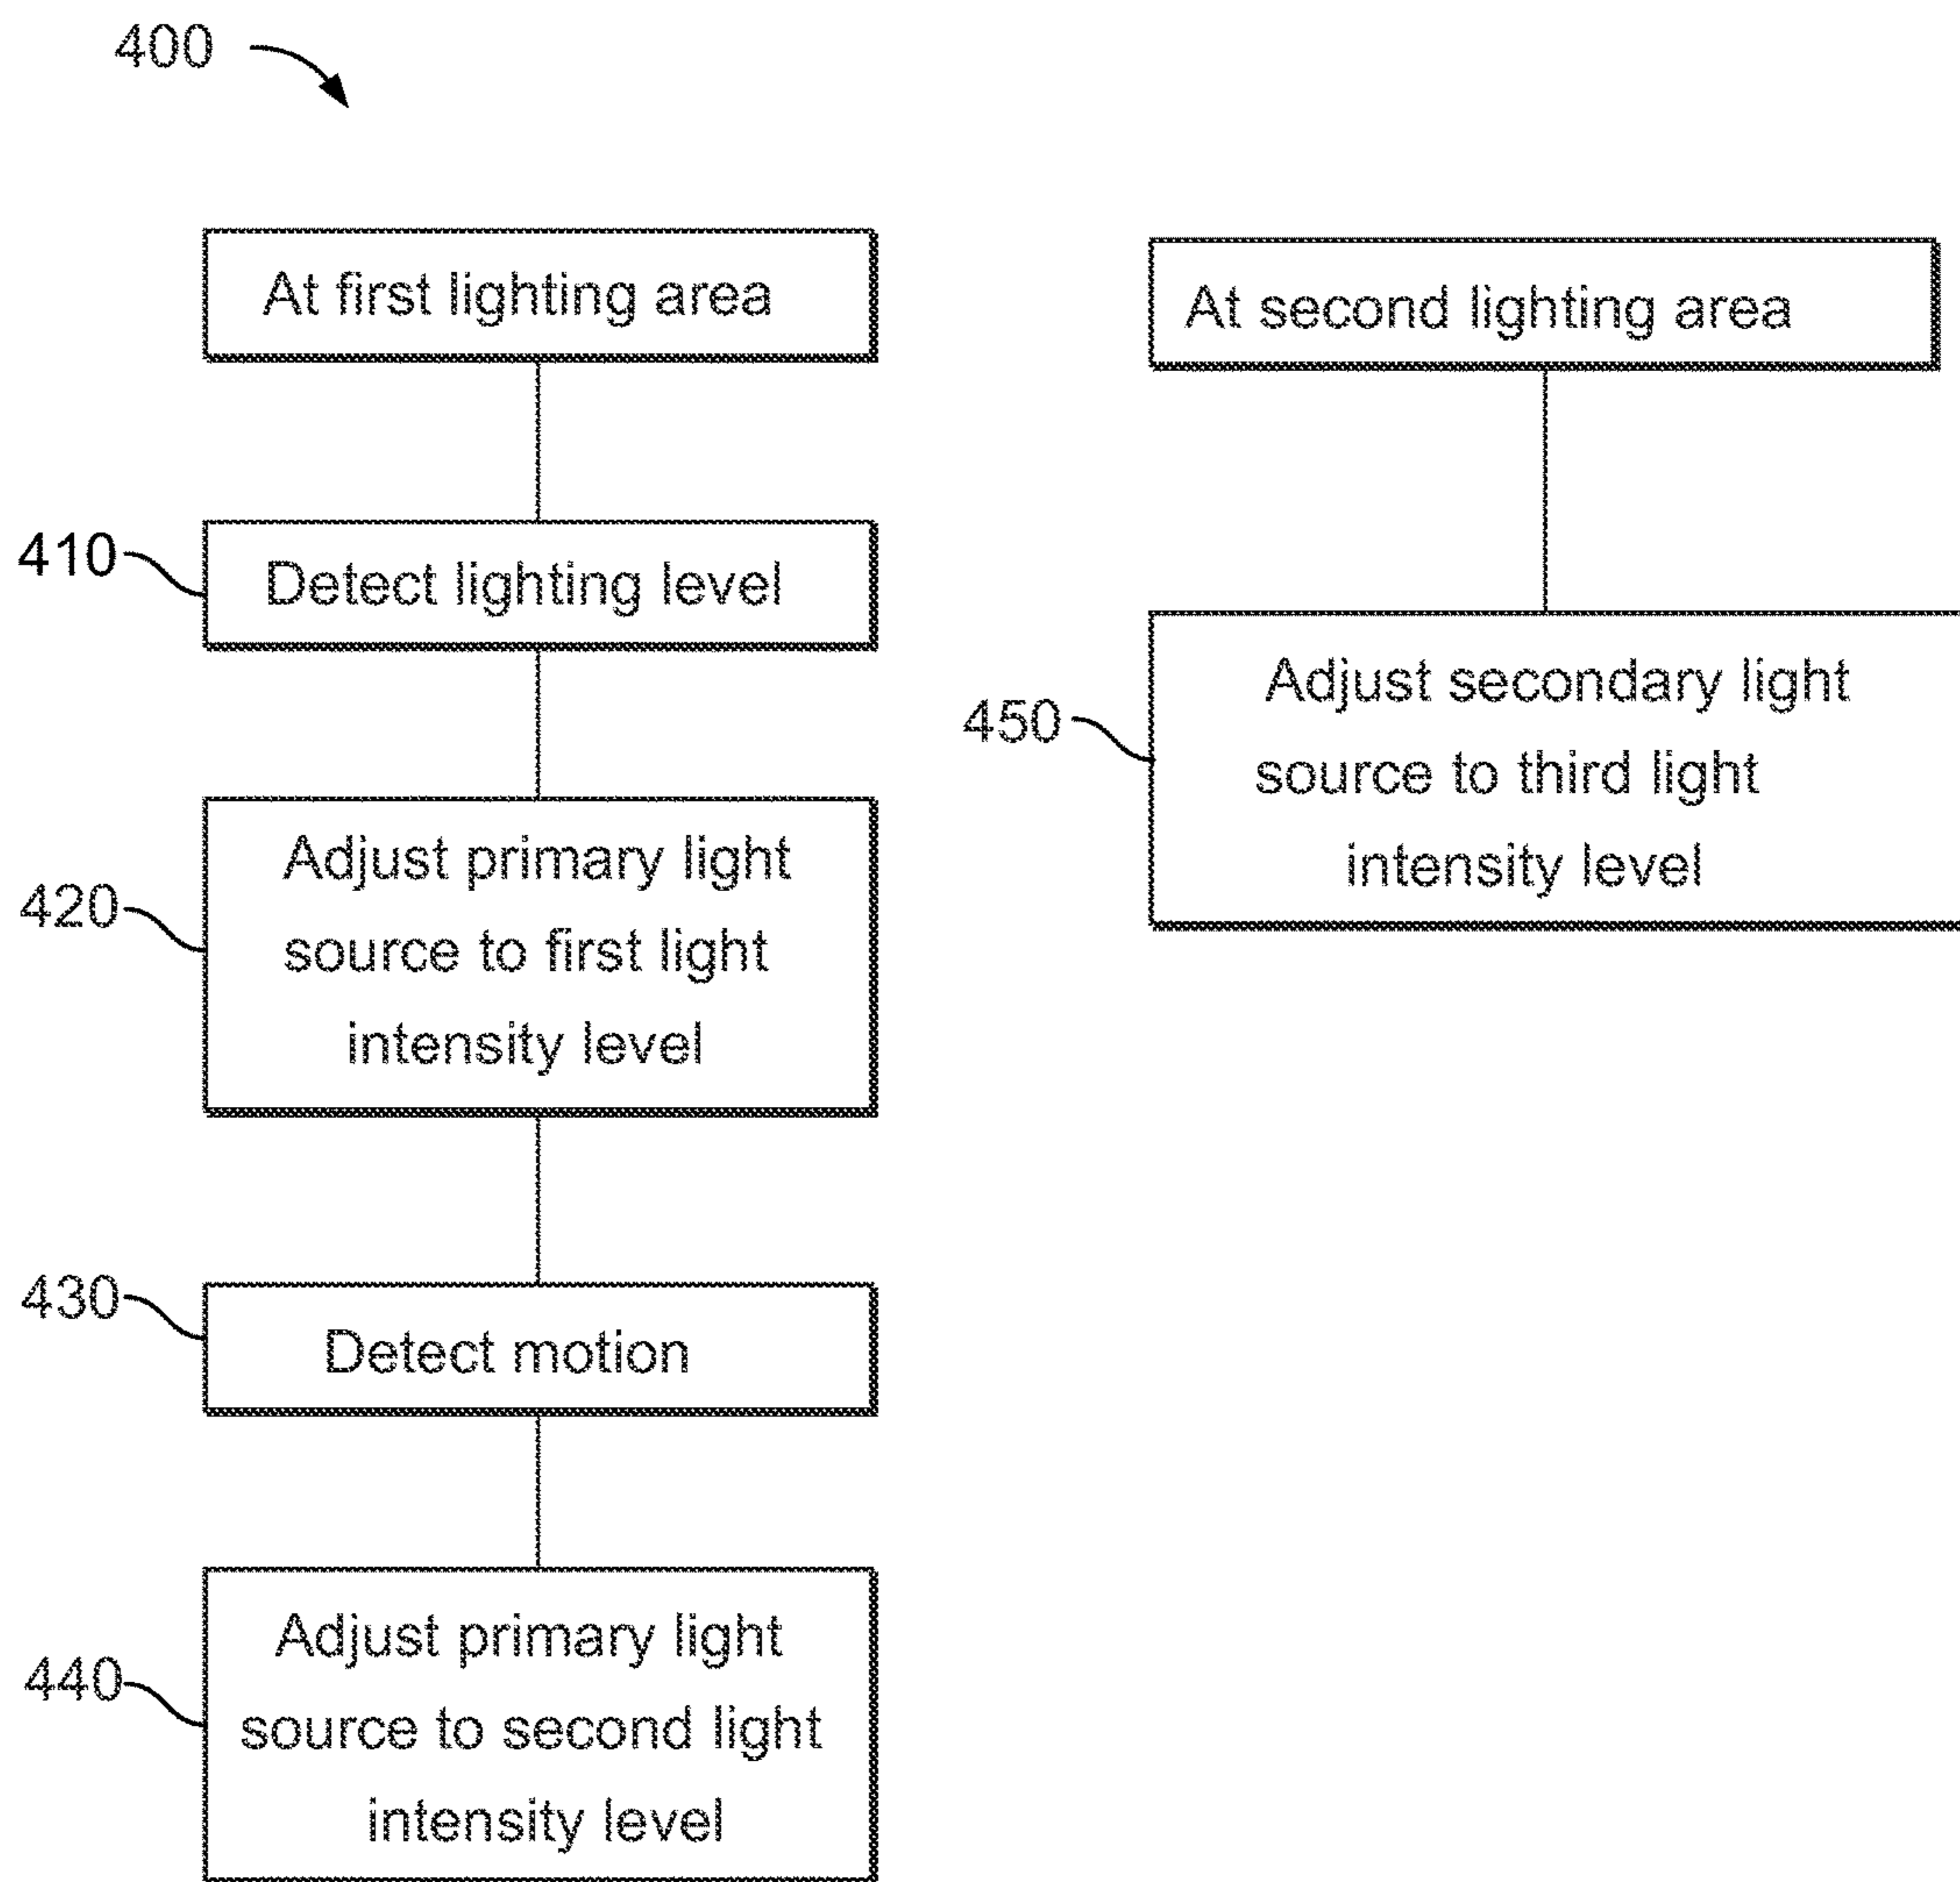 400
At first lighting area
410
Detect lighting level
420
Adjust primary light
source to first light
intensity level
430
Detect motion
440
Adjust primary light
source to second light
intensity level
At second lighting area
450
Adjust secondary light
source to third light
intensity level